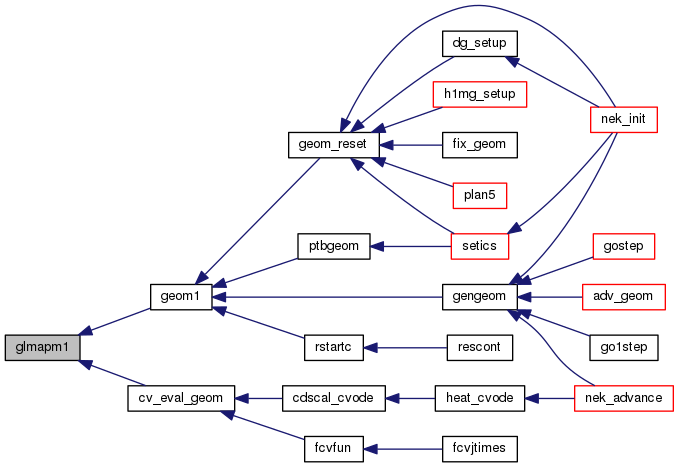 dg_setup
h1mg_setup
nek_init
geom_reset
fix_geom
plan5
ptbgeom
setics
gostep
geom1
gengeom
adv_geom
glmapm1
rstartc
rescont
go1step
cv_eval_geom
cdscal_cvode
heat_cvode
nek_advance
fcvfun
fcvjtimes